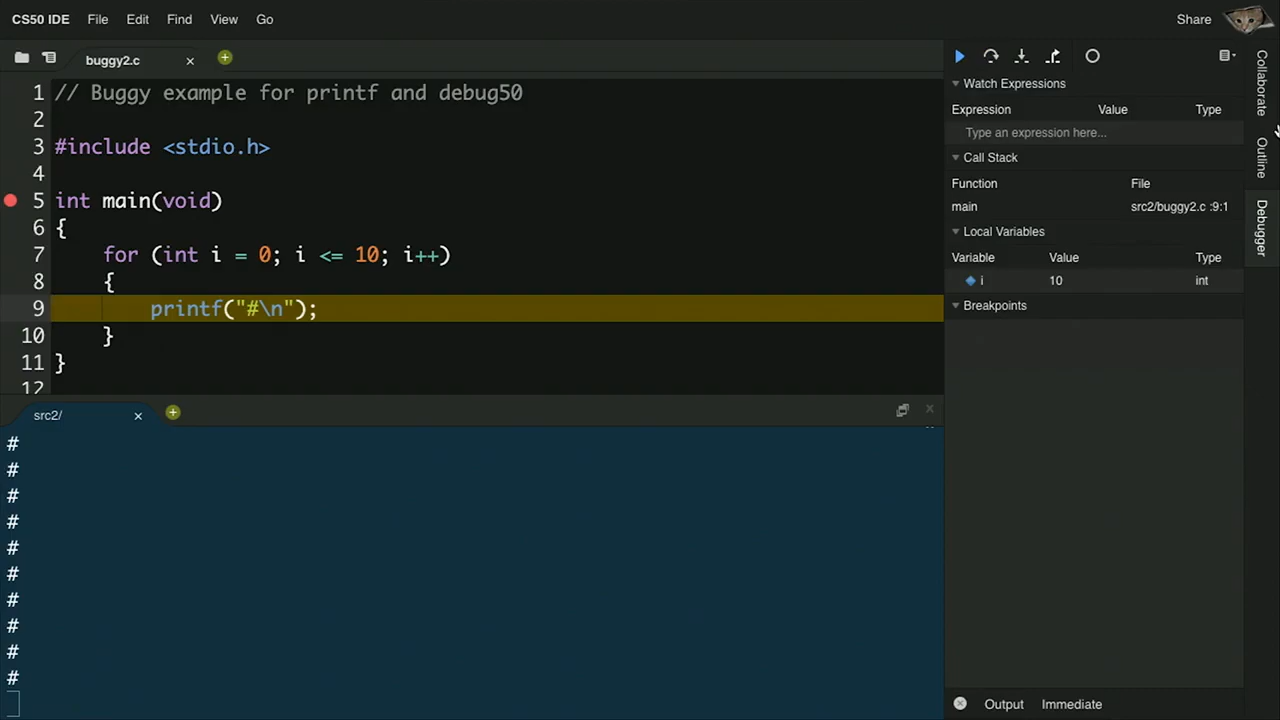 CS50 IDE File Edit Find View Go Share
buggy2.c
1 // Buggy example for printf and debug50
2
3 #include <stdio.h>
4
5 int main(void)
6 {
7     for (int i = 0; i <= 10; i++)
8     {
9         printf("#\n");
10     }
11 }
12
src2/
#
#
#
#
#
#
#
#
#
#
Watch Expressions
Expression Value Type
Type an expression here...
Call Stack
Function File
main src2/buggy2.c :9:1
Local Variables
Variable Value Type
i 10 int
Breakpoints
Output Immediate
Collaborate
Outline
Debugger